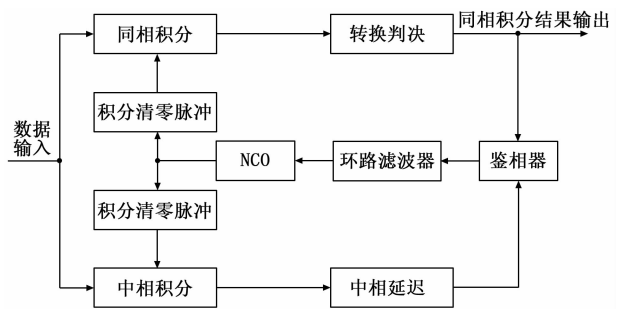 同相积分结果输出
同相积分
转换判决
积分清零脉冲
数据
输入
NCO
环路滤波器
鉴相器
积分清零脉冲
中相积分
中相延迟